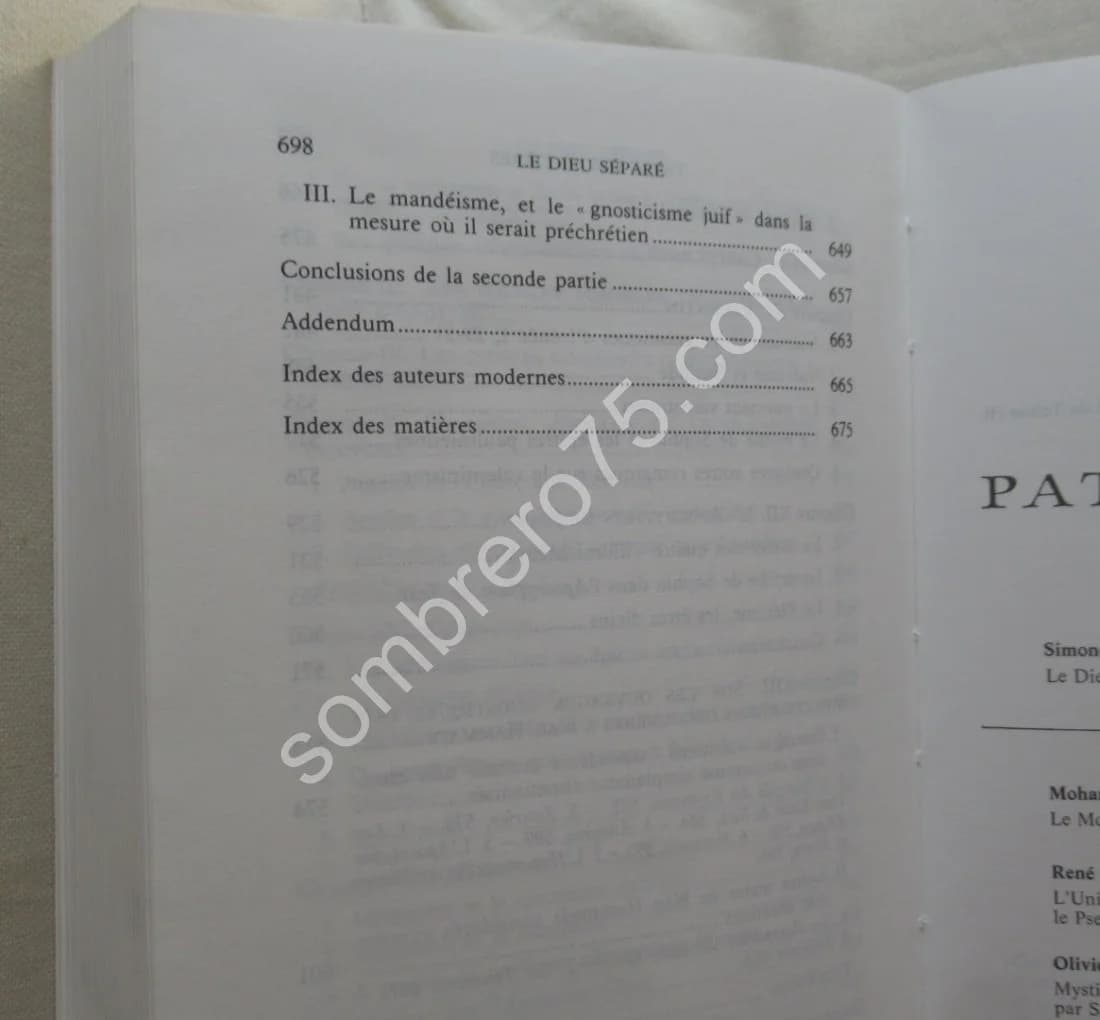 698
LE DIEU SÉPARÉ
III. Le mandéisme, et le « gnosticisme juif » dans la
mesure où il serait préchrétien ........................ 649
Conclusions de la seconde partie ........................ 657
Addendum ........................ 663
Index des auteurs modernes ........................ 665
Index des matières ........................ 675
sombrero75.com
PAT
Simon
Le Die
Moham
Le Mo
René
L'Uni
le Pse
Olivie
Mysti
par S